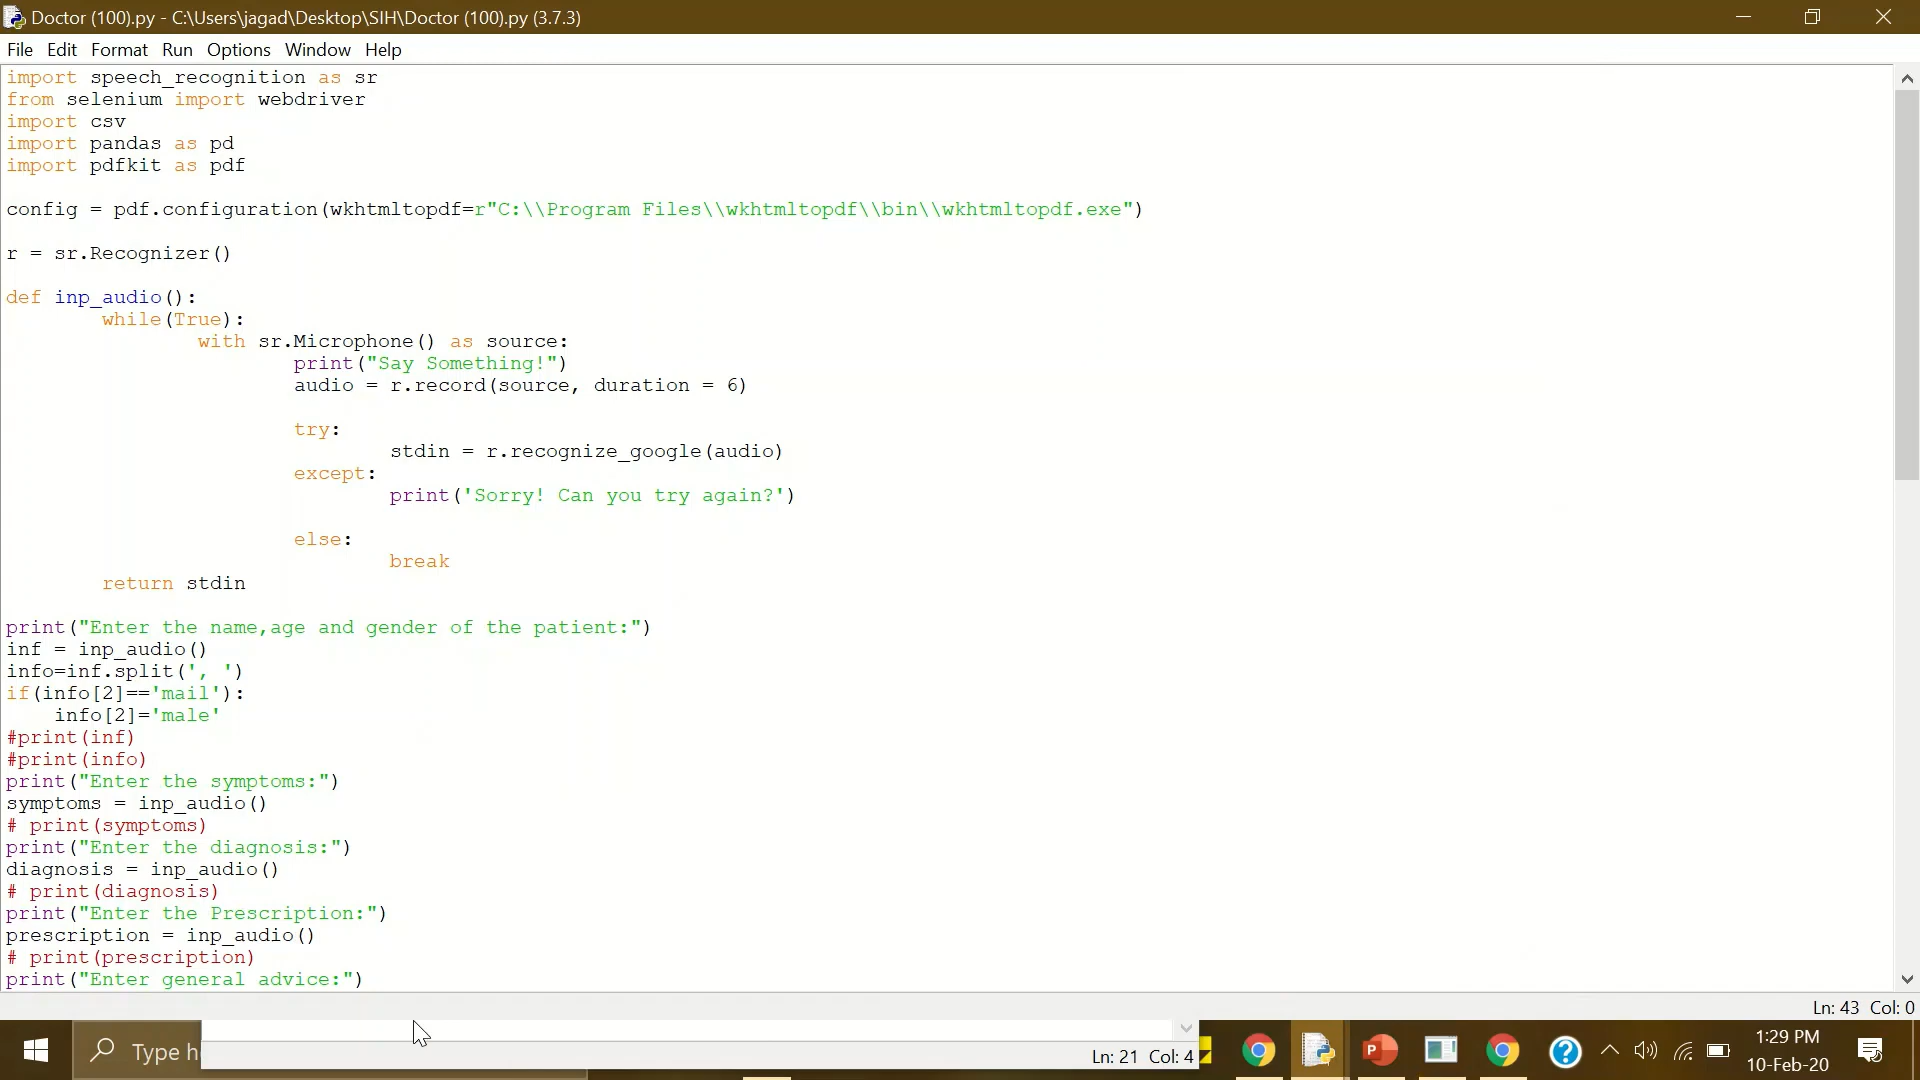 Doctor (100).py - C:\Users\jagad\Desktop\SIH\Doctor (100).py (3.7.3)
File Edit Format Run Options Window Help
import speech_recognition as sr
from selenium import webdriver
import csv
import pandas as pd
import pdfkit as pdf
config = pdf.configuration(wkhtmltopdf=r"C:\\Program Files\\wkhtmltopdf\\bin\\wkhtmltopdf.exe")
r = sr.Recognizer()
def inp_audio():
while(True):
with sr.Microphone() as source:
print("Say Something!")
audio = r.record(source, duration = 6)
try:
stdin = r.recognize_google(audio)
except:
print('Sorry! Can you try again?')
else:
break
return stdin
print("Enter the name,age and gender of the patient:")
inf = inp_audio()
info=inf.split(', ')
if(info[2]=='mail'):
info[2]='male'
#print(inf)
#print(info)
print("Enter the symptoms:")
symptoms = inp_audio()
# print(symptoms)
print("Enter the diagnosis:")
diagnosis = inp_audio()
# print(diagnosis)
print("Enter the Prescription:")
prescription = inp_audio()
# print(prescription)
print("Enter general advice:")
Ln: 43 Col: 0
Type h
Ln: 21 Col: 4
1:29 PM
10-Feb-20